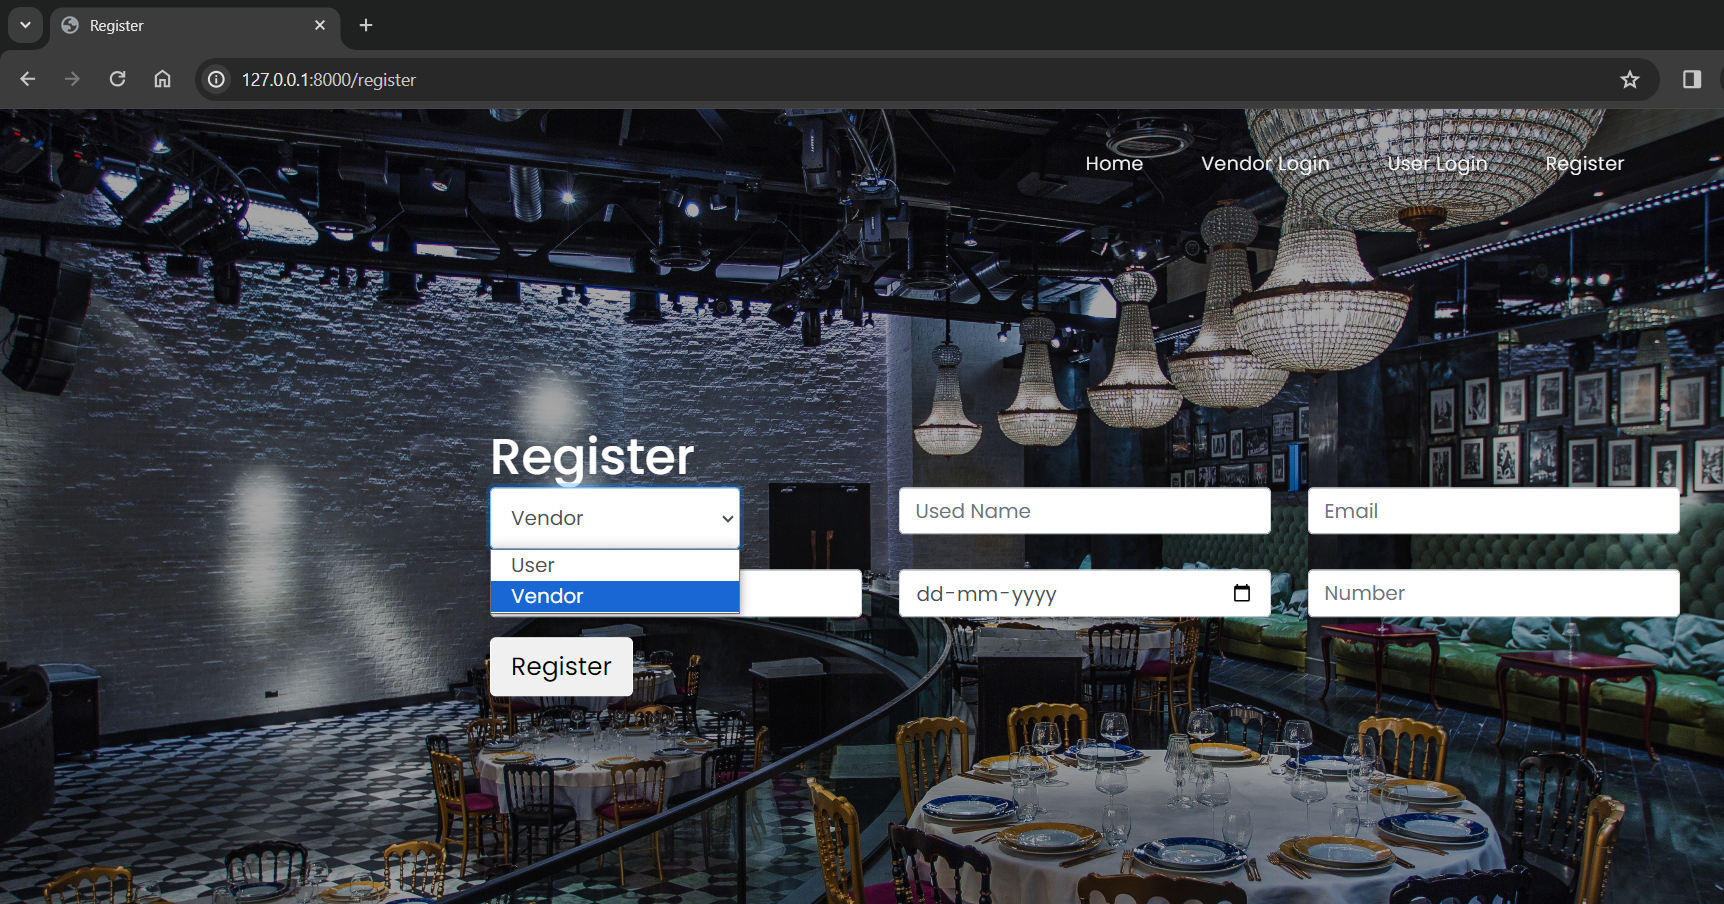 Register
127.0.0.1:8000/register
Home
Vendor Login
User Login
Register
Register
Vendor
Used Name
Email
User
Vendor
dd-mm-yyyy
Number
Register